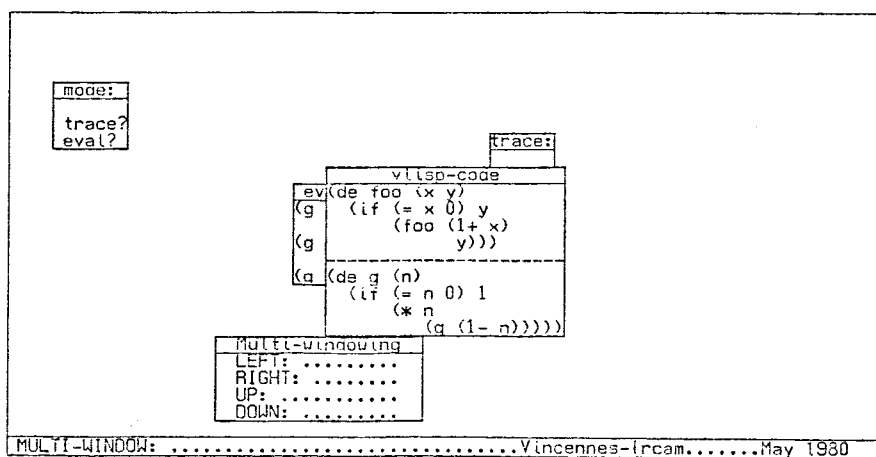 mode:
trace?
eval?
trace:
vlisp-code
ev
(de foo (x y)
(g
(if (= x 0) y
(foo (1+ x)
(g
y)))
(g
(de g (n)
(if (= n 0) 1
(* n
(g (1- n)))))
Multi-windowing
LEFT: .........
RIGHT: ........
UP: ...........
DOWN: .........
MULTI-WINDOW: ...............................Vincennes-Ircam.......May 1980